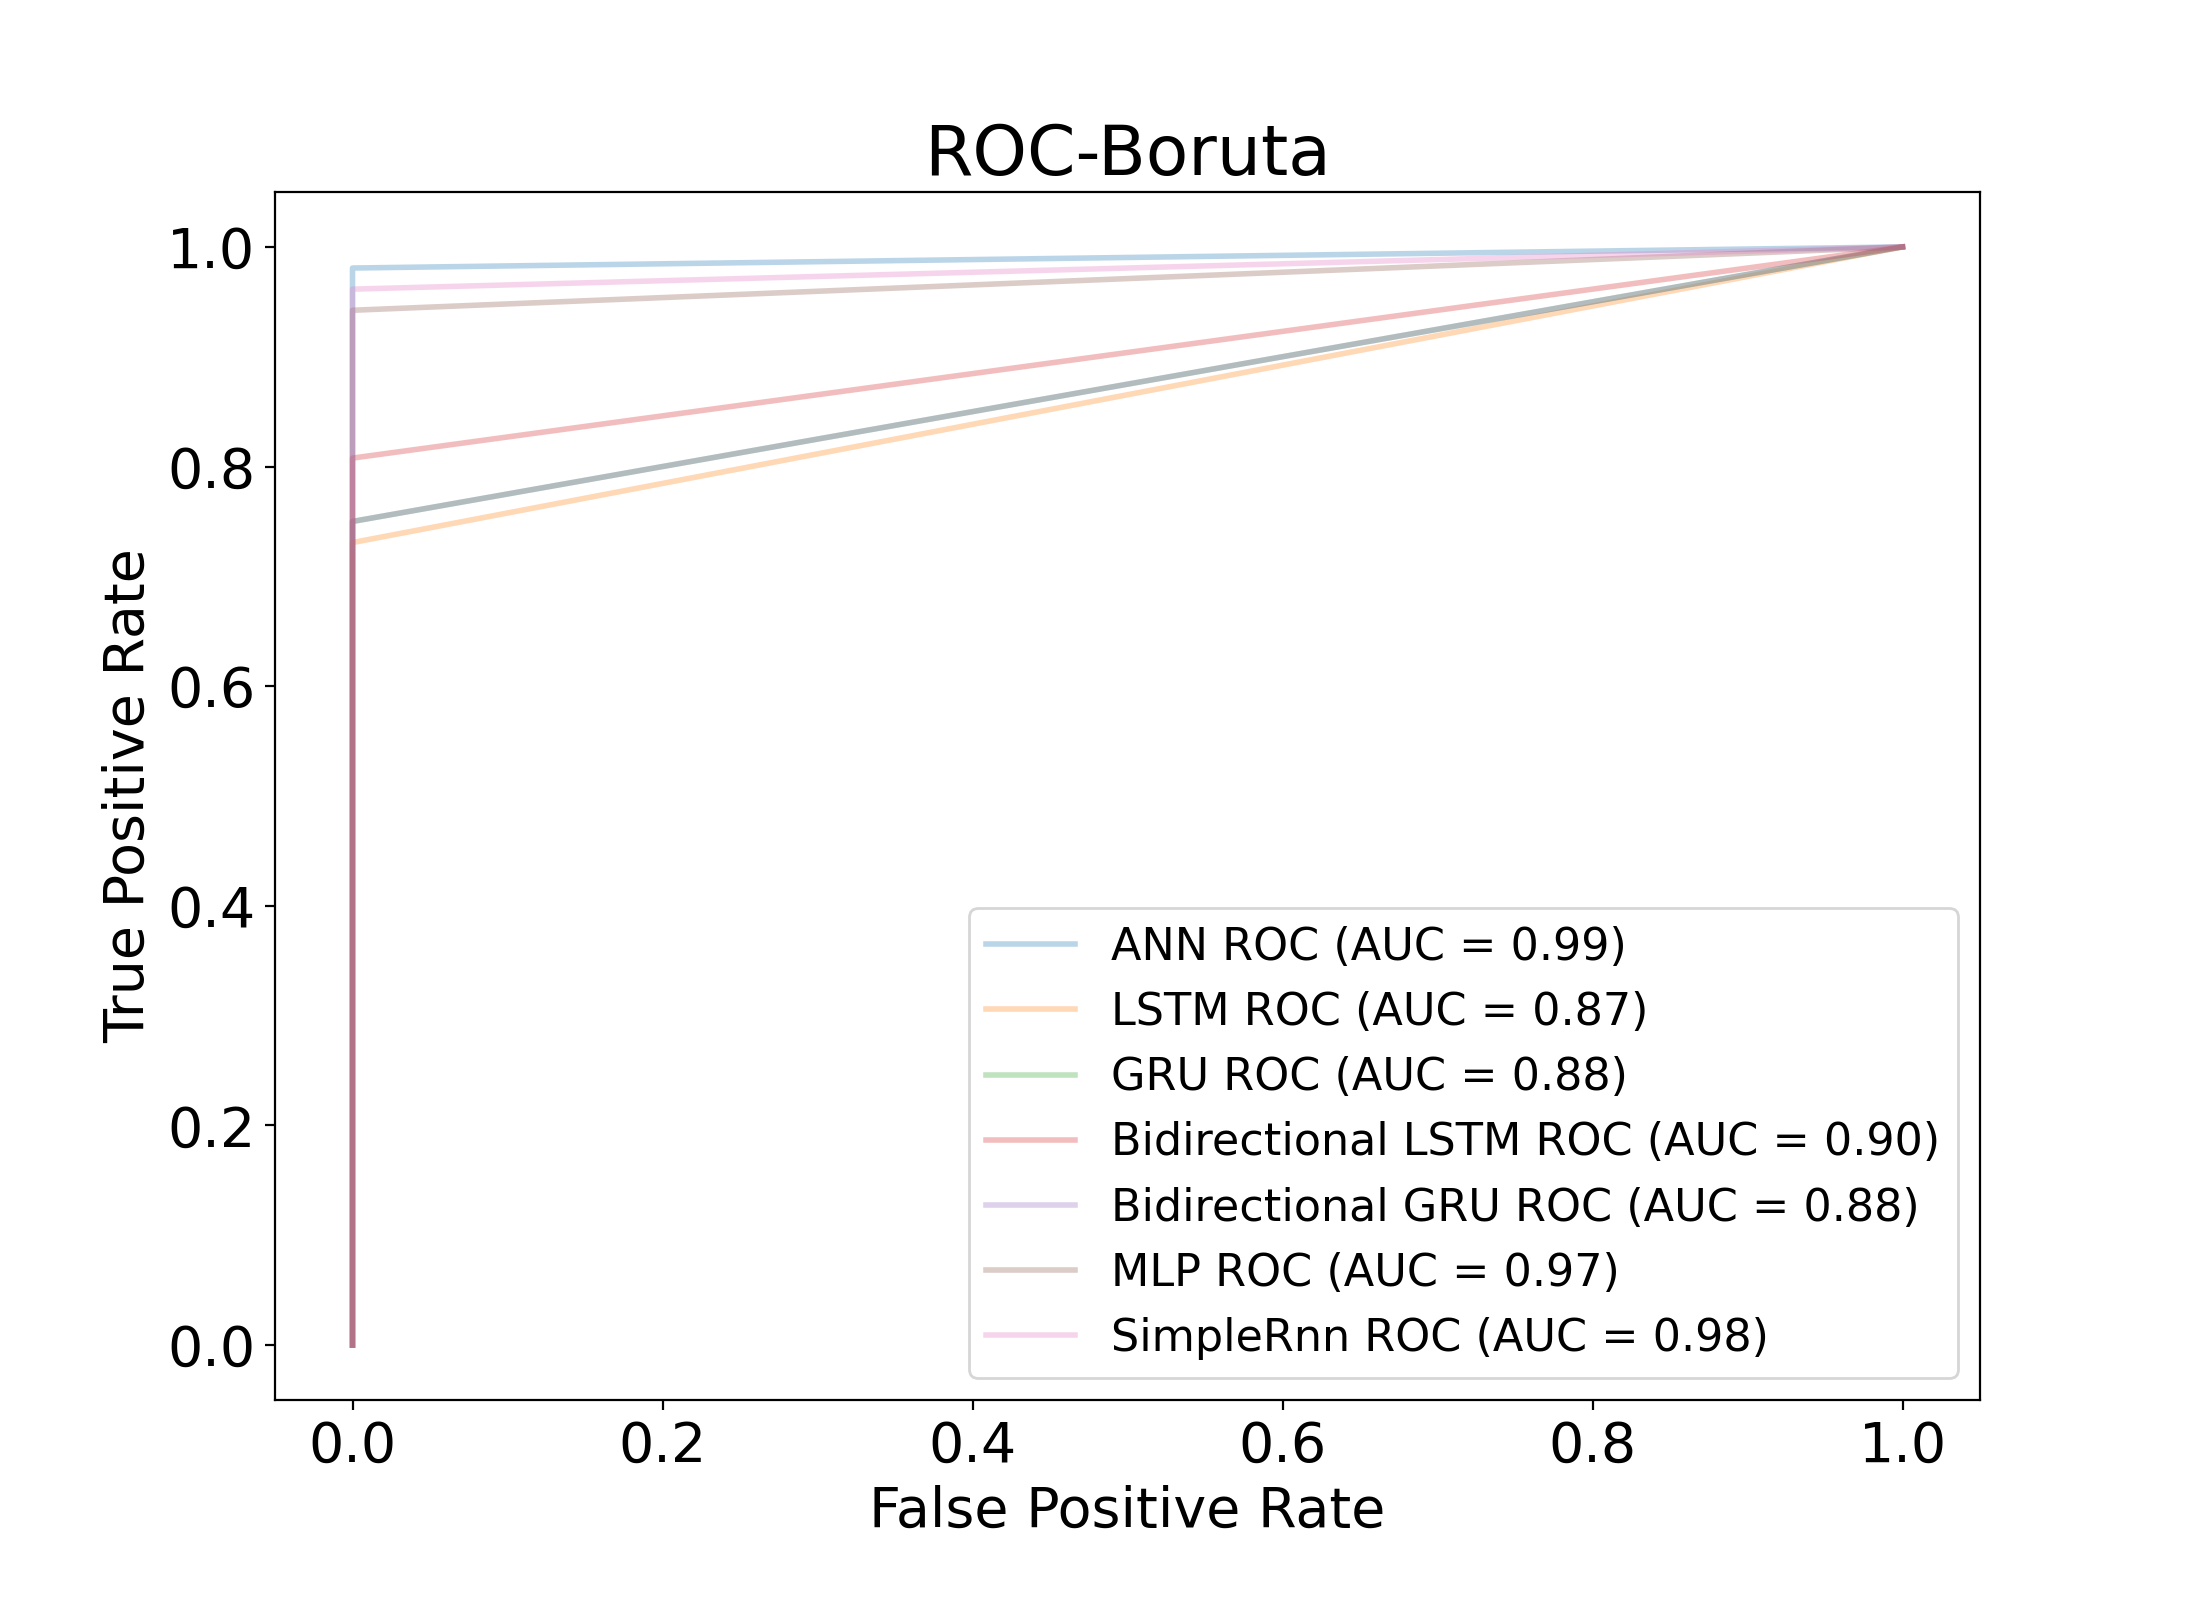 ROC-Boruta
1.0
0.8
0.6
0.4
0.2
0.0
True Positive Rate
ANN ROC (AUC = 0.99)
LSTM ROC (AUC = 0.87)
GRU ROC (AUC = 0.88)
Bidirectional LSTM ROC (AUC = 0.90)
Bidirectional GRU ROC (AUC = 0.88)
MLP ROC (AUC = 0.97)
SimpleRnn ROC (AUC = 0.98)
0.0 0.2 0.4 0.6 0.8 1.0
False Positive Rate